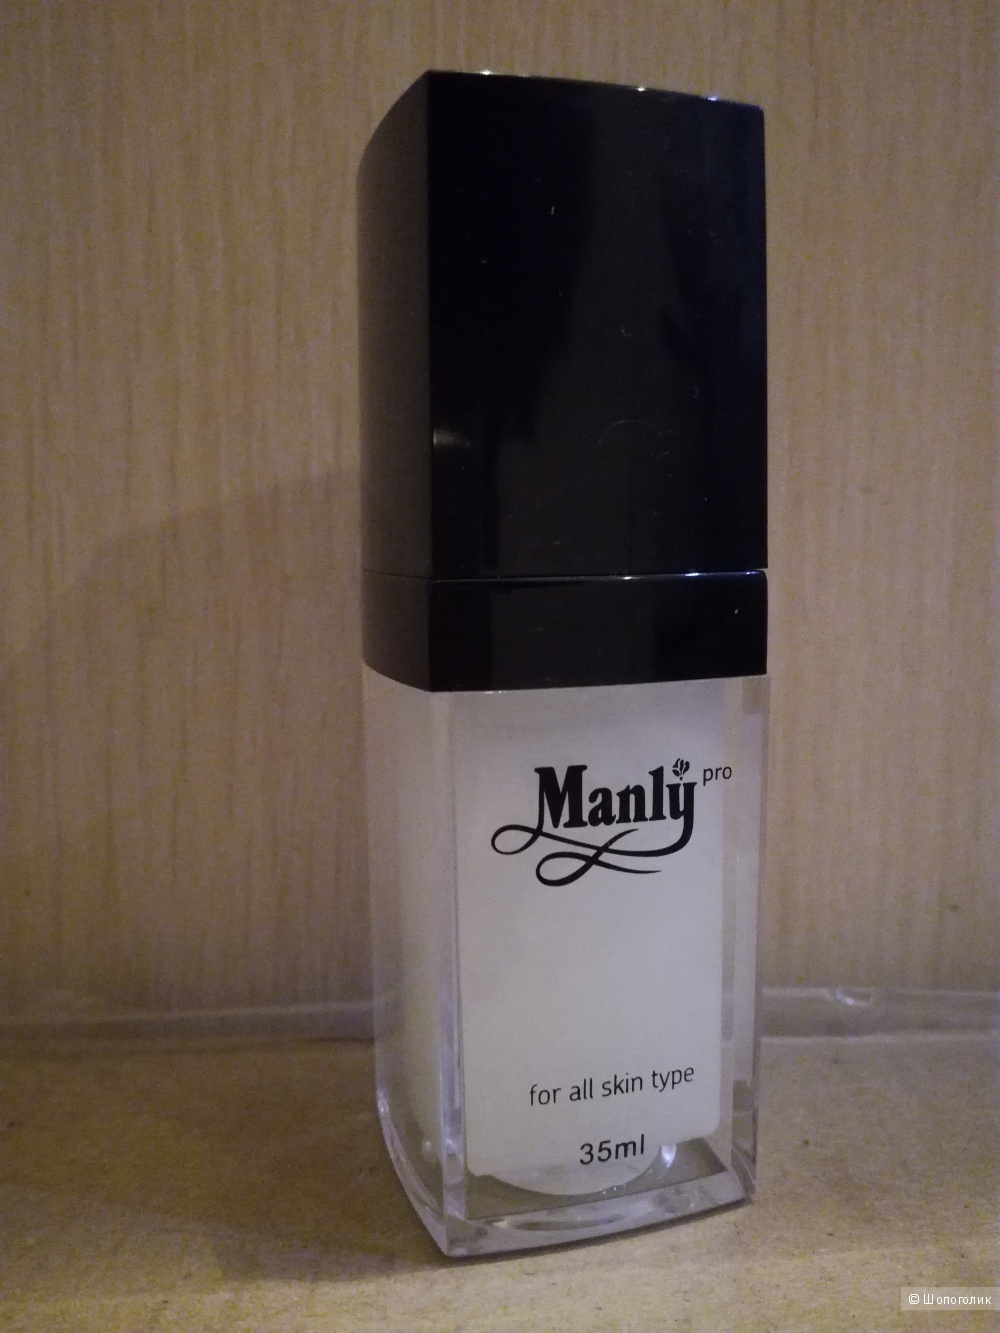 Manly pro
for all skin type
35ml
© Шопоголик